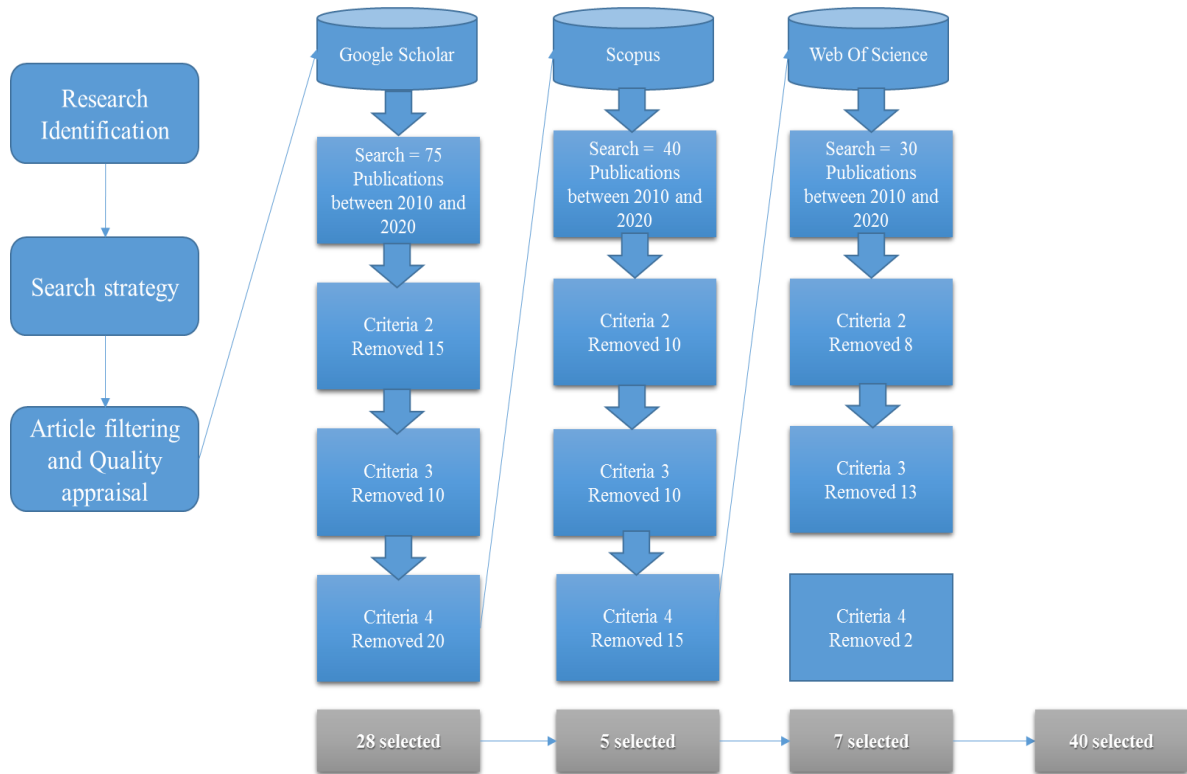 Research
Identification
Search strategy
Article filtering
and Quality
appraisal
Google Scholar
Search = 75
Publications
between 2010 and
2020
Criteria 2
Removed 15
Criteria 3
Removed 10
Criteria 4
Removed 20
28 selected
Scopus
Search =  40
Publications
between 2010 and
2020
Criteria 2
Removed 10
Criteria 3
Removed 10
Criteria 4
Removed 15
5 selected
Web Of Science
Search =  30
Publications
between 2010 and
2020
Criteria 2
Removed 8
Criteria 3
Removed 13
Criteria 4
Removed 2
7 selected
40 selected